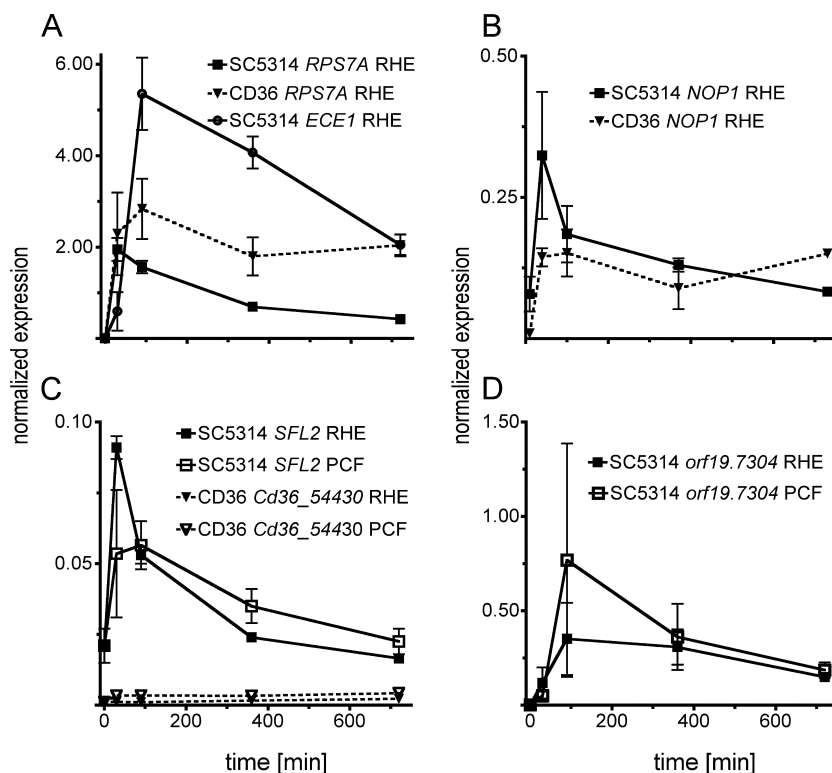 A
6.00
4.00
2.00
SC5314 RPS7A RHE
CD36 RPS7A RHE
SC5314 ECE1 RHE
normalized expression
B
0.50
0.25
SC5314 NOP1 RHE
CD36 NOP1 RHE
normalized expression
C
0.10
0.05
SC5314 SFL2 RHE
SC5314 SFL2 PCF
CD36 Cd36_54430 RHE
CD36 Cd36_54430 PCF
0
200
400
600
time [min]
D
1.50
1.00
0.50
SC5314 orf19.7304 RHE
SC5314 orf19.7304 PCF
0
200
400
600
time [min]